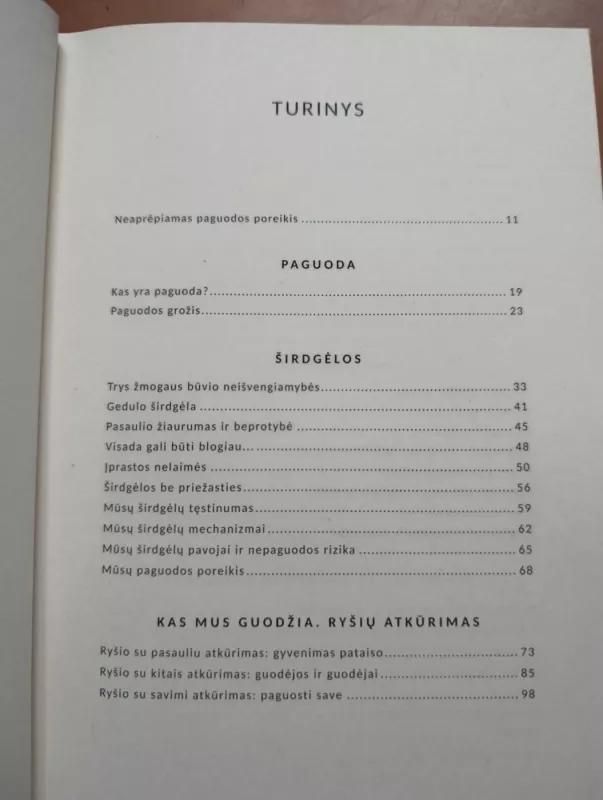 TURINYS
Neaprėpiamas paguodos poreikis ................ 11
PAGUODA
Kas yra paguoda? ................ 19
Paguodos grožis ................ 23
ŠIRDGĖLOS
Trys žmogaus būvio neišvengiamybės ................ 33
Gedulo širdgėla ................ 41
Pasaulio žiaurumas ir beprotybė ................ 45
Visada gali būti blogiau... ................ 48
Įprastos nelaimės ................ 50
Širdgėlos be priežasties ................ 56
Mūsų širdgėlų tęstinumas ................ 59
Mūsų širdgėlų mechanizmai ................ 62
Mūsų širdgėlų pavojai ir nepaguodos rizika ................ 65
Mūsų paguodos poreikis ................ 68
KAS MUS GUODŽIA. RYŠIŲ ATKŪRIMAS
Ryšio su pasauliu atkūrimas: gyvenimas pataiso ................ 73
Ryšio su kitais atkūrimas: guodėjos ir guodėjai ................ 85
Ryšio su savimi atkūrimas: paguosti save ................ 98